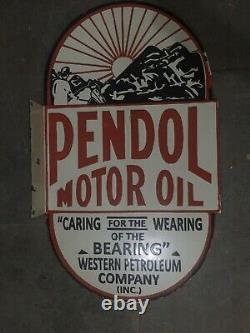 PENDOL
MOTOR OIL
"CARING FOR THE WEARING
OF THE
BEARING"
WESTERN PETROLEUM
COMPANY
(INC.)